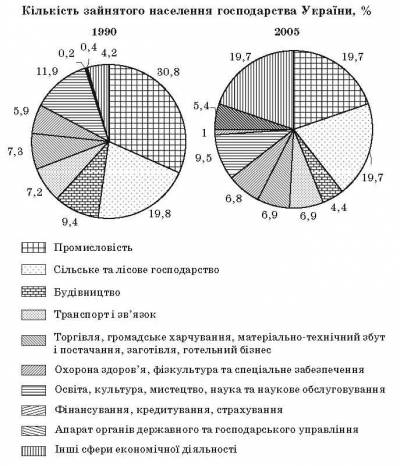 Кількість зайнятого населення господарства України, %
1990 2005
0,2 0,4 4,2
11,9 30,8
5,9
7,3
7,2
9,4 19,8
19,7 19,7
5,4
1
9,5
6,8 19,7
6,9 6,9 4,4
Промисловість
Сільське та лісове господарство
Будівництво
Транспорт і зв'язок
Торгівля, громадське харчування, матеріально-технічний збут
і постачання, заготівля, готельний бізнес
Охорона здоров'я, фізкультура та спеціальне забезпечення
Освіта, культура, мистецтво, наука та наукове обслуговування
Фінансування, кредитування, страхування
Апарат органів державного та господарського управління
Інші сфери економічної діяльності